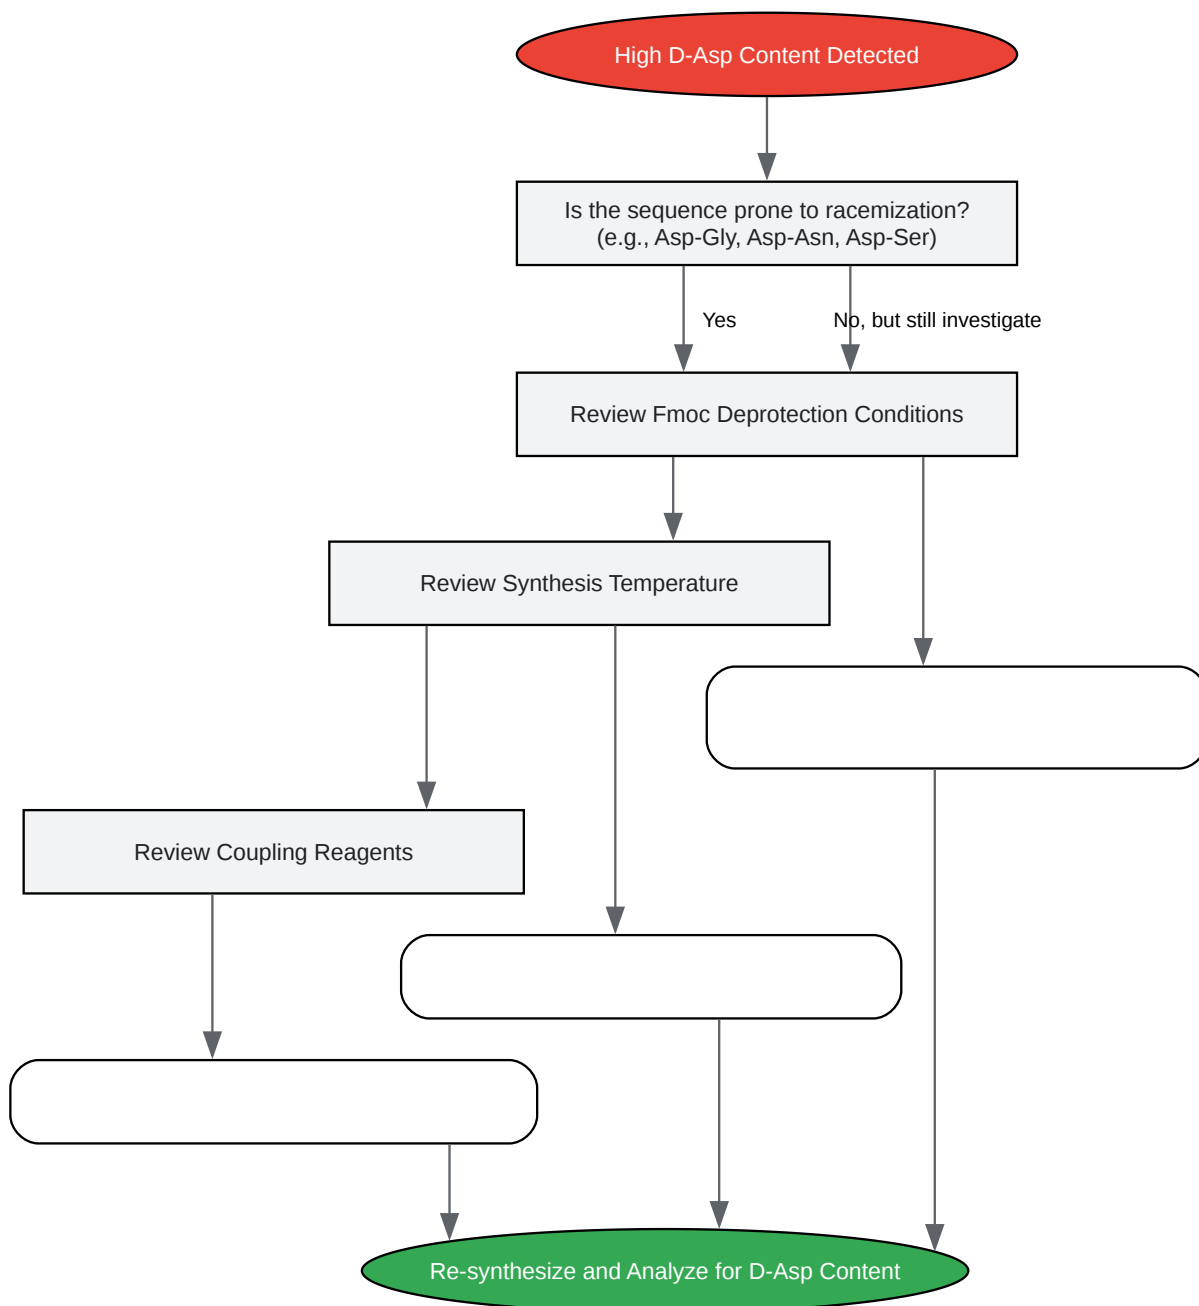 High D-Asp Content Detected
Is the sequence prone to racemization?
(e.g., Asp-Gly, Asp-Asn, Asp-Ser)
Yes
No, but still investigate
Review Fmoc Deprotection Conditions
Review Synthesis Temperature
Review Coupling Reagents
Re-synthesize and Analyze for D-Asp Content